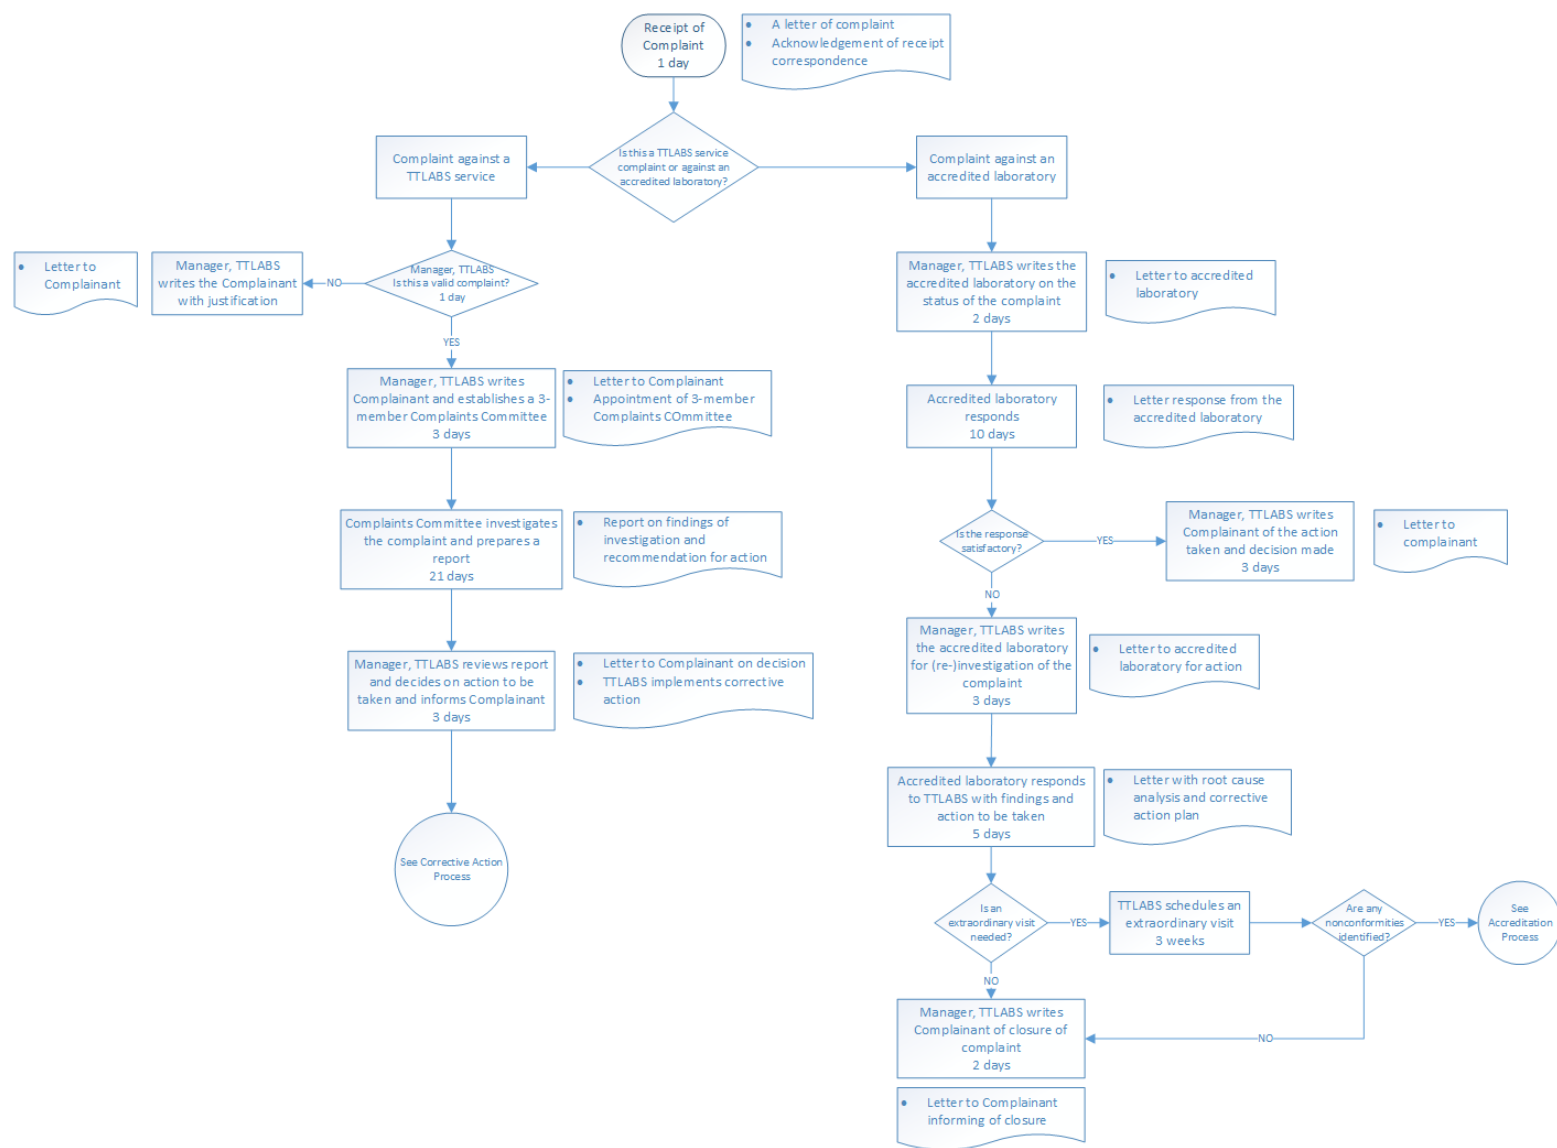 Receipt of
Complaint
1 day
A letter of complaint
Acknowledgement of receipt
correspondence
Is this a TTLABS service
complaint or against an
accredited laboratory?
Complaint against a
TTLABS service
Complaint against an
accredited laboratory
Letter to
Complainant
Manager, TTLABS
writes the Complainant
with justification
NO
Manager, TTLABS
Is this a valid complaint?
1 day
YES
Manager, TTLABS writes
Complainant and establishes a 3-
member Complaints Committee
3 days
Letter to Complainant
Appointment of 3-member
Complaints COmmittee
Complaints Committee investigates
the complaint and prepares a
report
21 days
Report on findings of
investigation and
recommendation for action
Manager, TTLABS reviews report
and decides on action to be
taken and informs Complainant
3 days
Letter to Complainant on decision
TTLABS implements corrective
action
See Corrective Action
Process
Manager, TTLABS writes the
accredited laboratory on the
status of the complaint
2 days
Letter to accredited
laboratory
Accredited laboratory
responds
10 days
Letter response from the
accredited laboratory
Is the response
satisfactory?
YES
Manager, TTLABS writes
Complainant of the action
taken and decision made
3 days
Letter to
complainant
NO
Manager, TTLABS writes
the accredited laboratory
for (re-)investigation of the
complaint
3 days
Letter to accredited
laboratory for action
Accredited laboratory responds
to TTLABS with findings and
action to be taken
5 days
Letter with root cause
analysis and corrective
action plan
Is an
extraordinary visit
needed?
YES
TTLABS schedules an
extraordinary visit
3 weeks
Are any
nonconformities
identified?
YES
See
Accreditation
Process
NO
Manager, TTLABS writes
Complainant of closure of
complaint
2 days
NO
Letter to Complainant
informing of closure